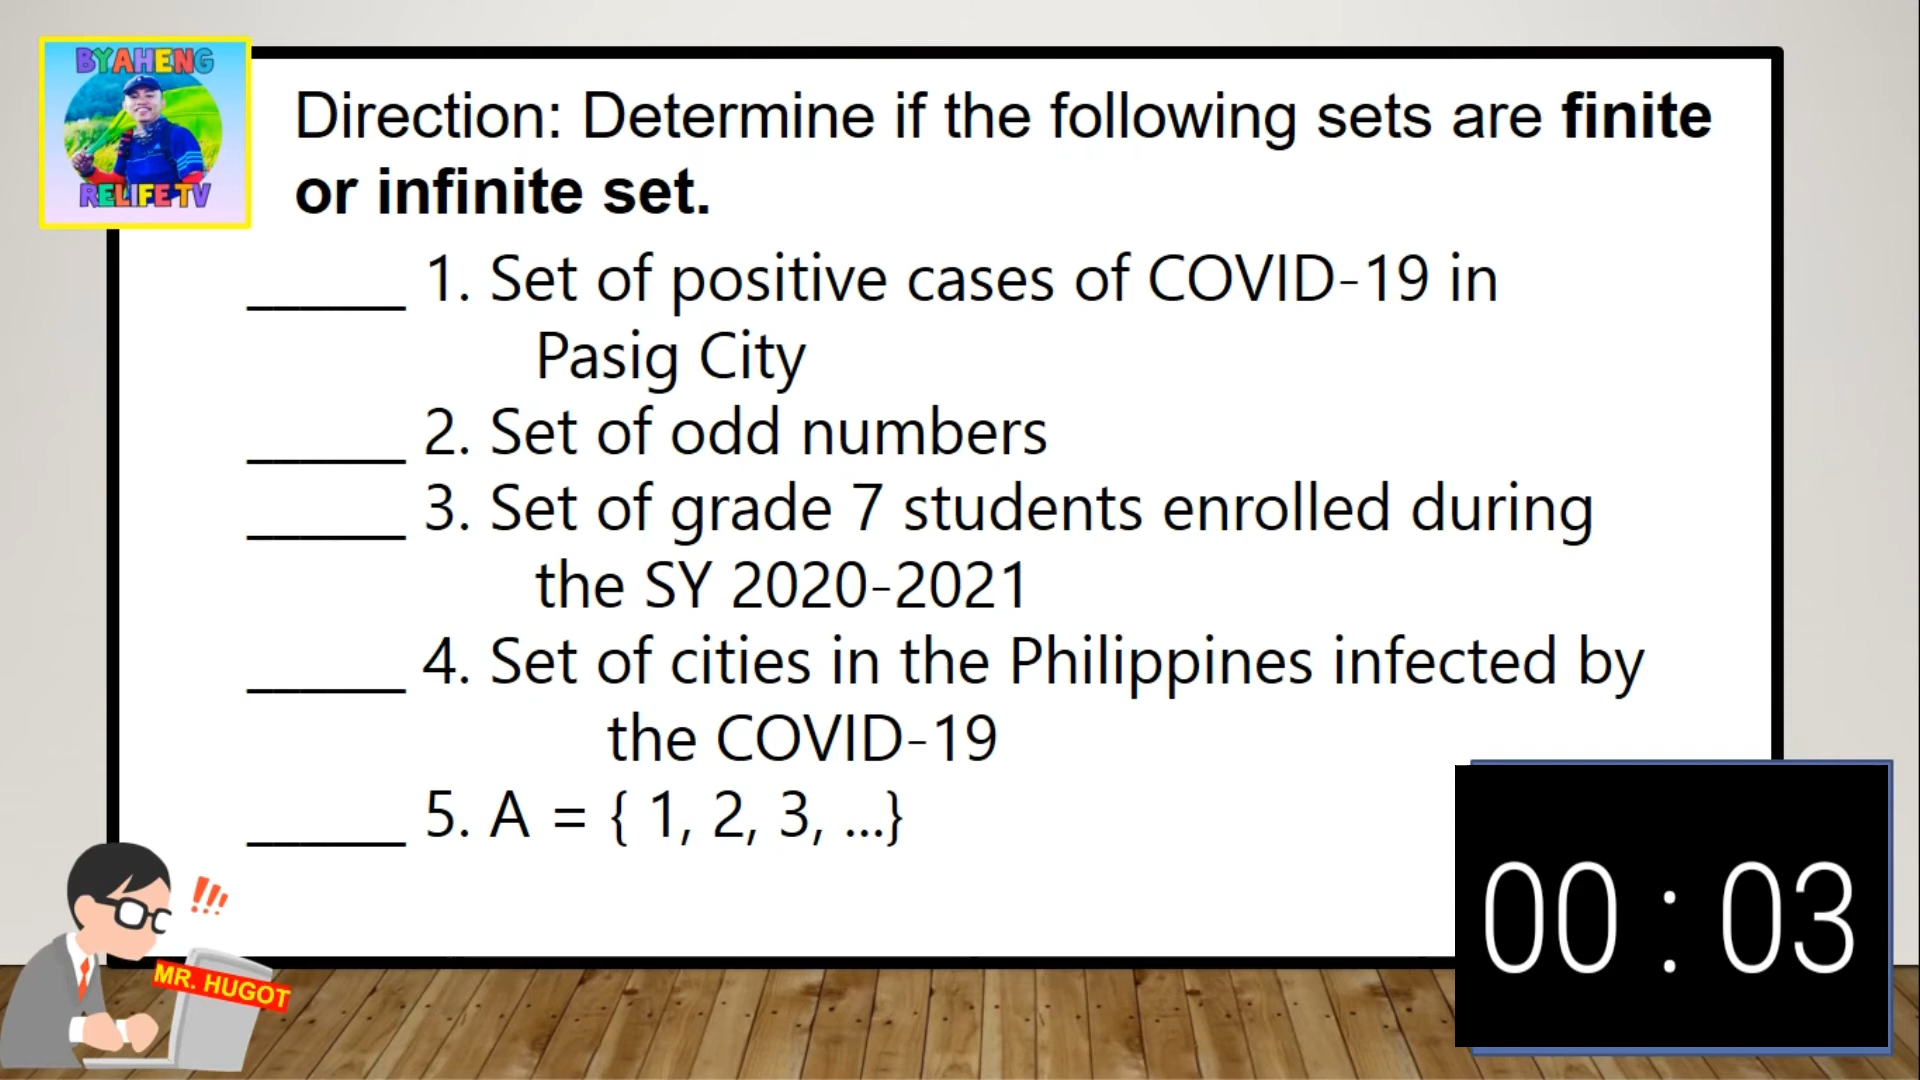 BYAHENG
RELIFE TV
Direction: Determine if the following sets are finite
or infinite set.
_____ 1. Set of positive cases of COVID-19 in
Pasig City
_____ 2. Set of odd numbers
_____ 3. Set of grade 7 students enrolled during
the SY 2020-2021
_____ 4. Set of cities in the Philippines infected by
the COVID-19
_____ 5. A = { 1, 2, 3, ...}
!!!
MR. HUGOT
00 : 03